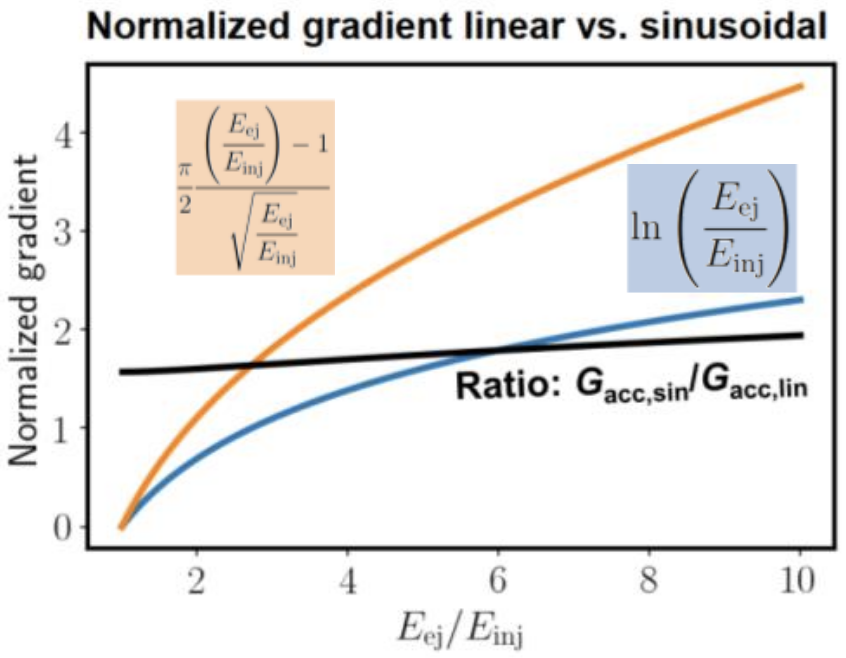 Normalized gradient linear vs. sinusoidal
Normalized gradient
4
3
2
1
0
π/2 ((E_ej/E_inj) − 1)/√(E_ej/E_inj)
ln (E_ej/E_inj)
Ratio: G_acc,sin/G_acc,lin
2 4 6 8 10
E_ej/E_inj